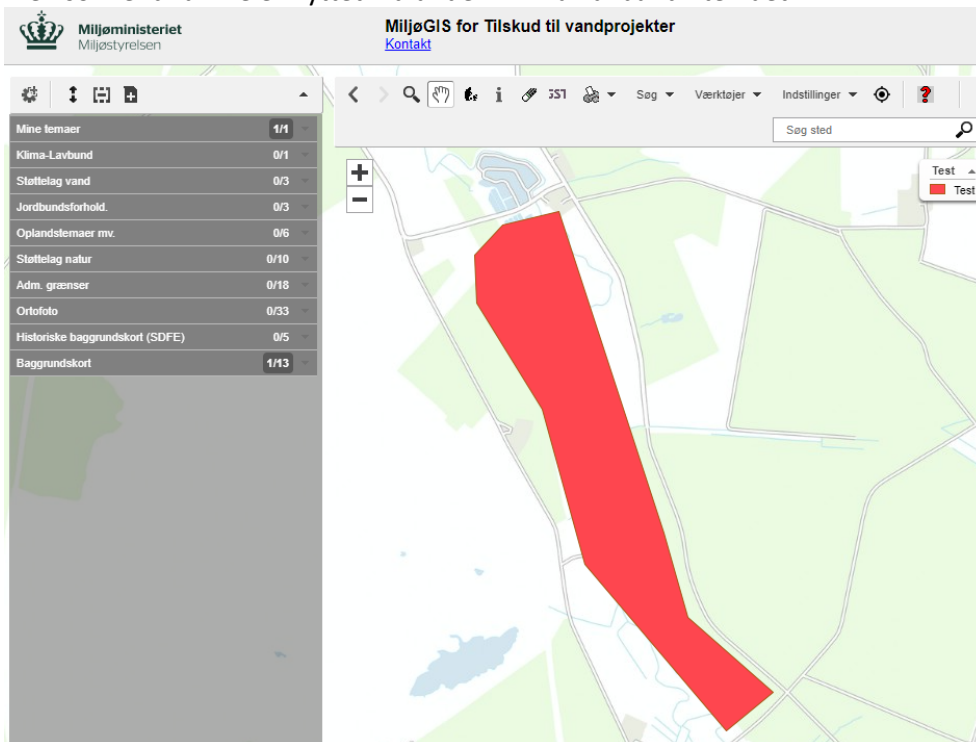 Miljøministeriet
Miljøstyrelsen
MiljøGIS for Tilskud til vandprojekter
Kontakt
Søg
Værktøjer
Indstillinger
Søg sted
Mine temaer 1/1
Klima-Lavbund 0/1
Støttelag vand 0/3
Jordbundsforhold. 0/3
Oplandstemaer mv. 0/6
Støttelag natur 0/10
Adm. grænser 0/18
Ortofoto 0/33
Historiske baggrundskort (SDFE) 0/5
Baggrundskort 1/13
Test
Test